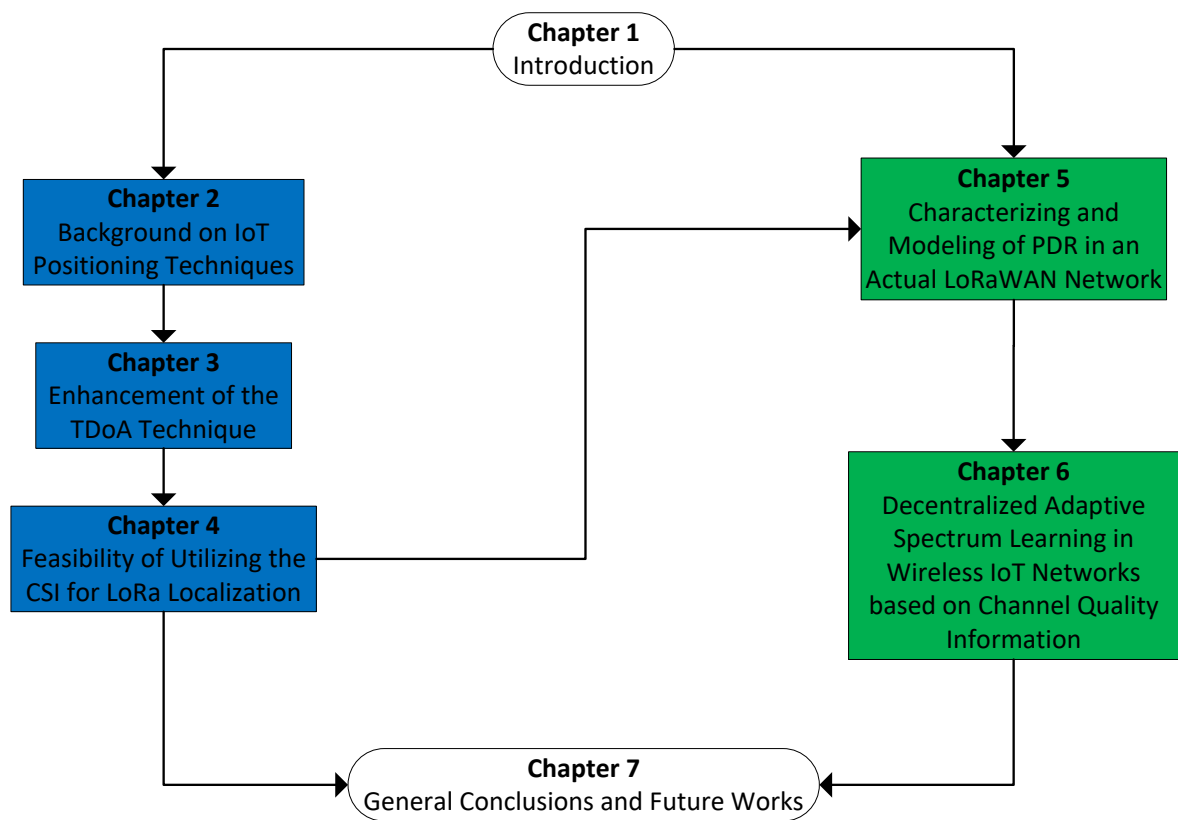 Chapter 1
Introduction
Chapter 2
Background on IoT
Positioning Techniques
Chapter 3
Enhancement of the
TDoA Technique
Chapter 4
Feasibility of Utilizing the
CSI for LoRa Localization
Chapter 5
Characterizing and
Modeling of PDR in an
Actual LoRaWAN Network
Chapter 6
Decentralized Adaptive
Spectrum Learning in
Wireless IoT Networks
based on Channel Quality
Information
Chapter 7
General Conclusions and Future Works